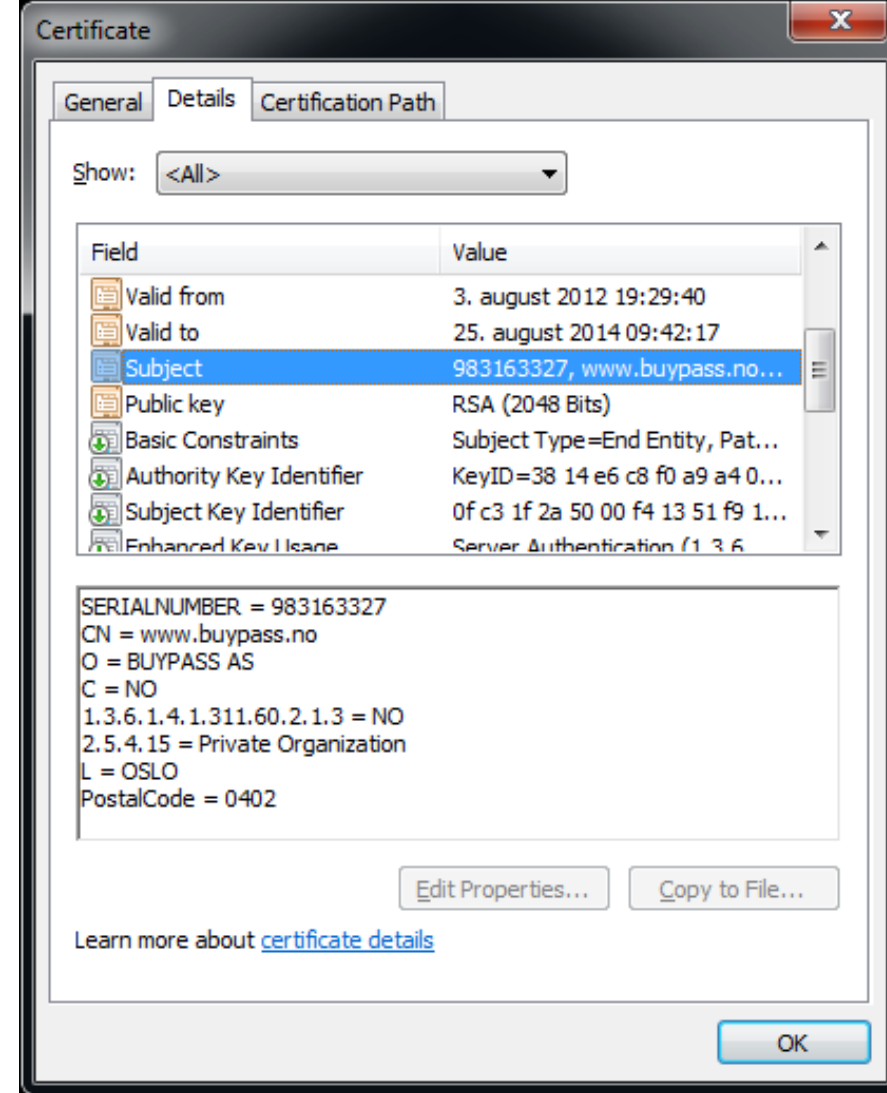 Certificate
General Details Certification Path
Show: <All>
Field Value
Valid from 3. august 2012 19:29:40
Valid to 25. august 2014 09:42:17
Subject 983163327, www.buypass.no...
Public key RSA (2048 Bits)
Basic Constraints Subject Type=End Entity, Pat...
Authority Key Identifier KeyID=38 14 e6 c8 f0 a9 a4 0...
Subject Key Identifier 0f c3 1f 2a 50 00 f4 13 51 f9 1...
Enhanced Key Usage Server Authentication (1.3.6
SERIALNUMBER = 983163327
CN = www.buypass.no
O = BUYPASS AS
C = NO
1.3.6.1.4.1.311.60.2.1.3 = NO
2.5.4.15 = Private Organization
L = OSLO
PostalCode = 0402
Edit Properties... Copy to File...
Learn more about certificate details
OK